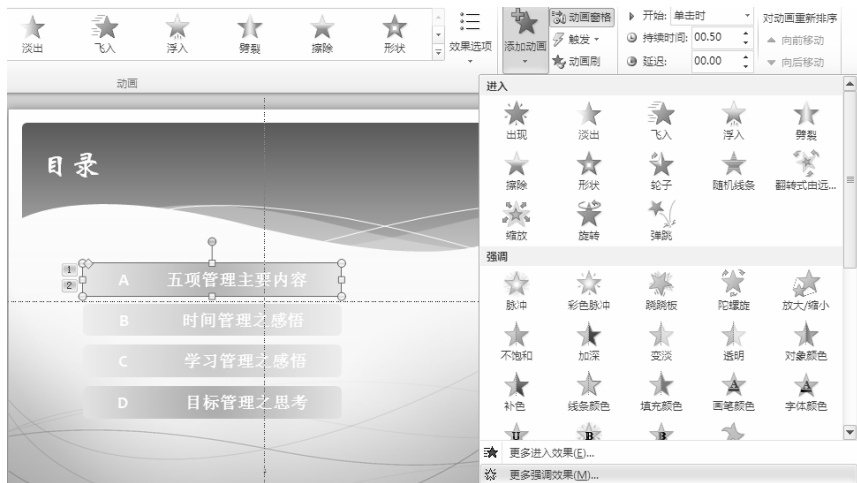 淡出 飞入 浮入 劈裂 擦除 形状 效果选项 添加动画
动画窗格
触发
动画刷
开始: 单击时
持续时间: 00.50
延迟: 00.00
对动画重新排序
向前移动
向后移动
动画
进入
出现 淡出 飞入 浮入 劈裂
擦除 形状 轮子 随机线条 翻转式由远...
缩放 旋转 弹跳
强调
脉冲 彩色脉冲 跷跷板 陀螺旋 放大/缩小
不饱和 加深 变淡 透明 对象颜色
补色 线条颜色 填充颜色 画笔颜色 字体颜色
更多进入效果(E)...
更多强调效果(M)...
目录
1
2
A 五项管理主要内容
B 时间管理之感悟
C 学习管理之感悟
D 目标管理之思考